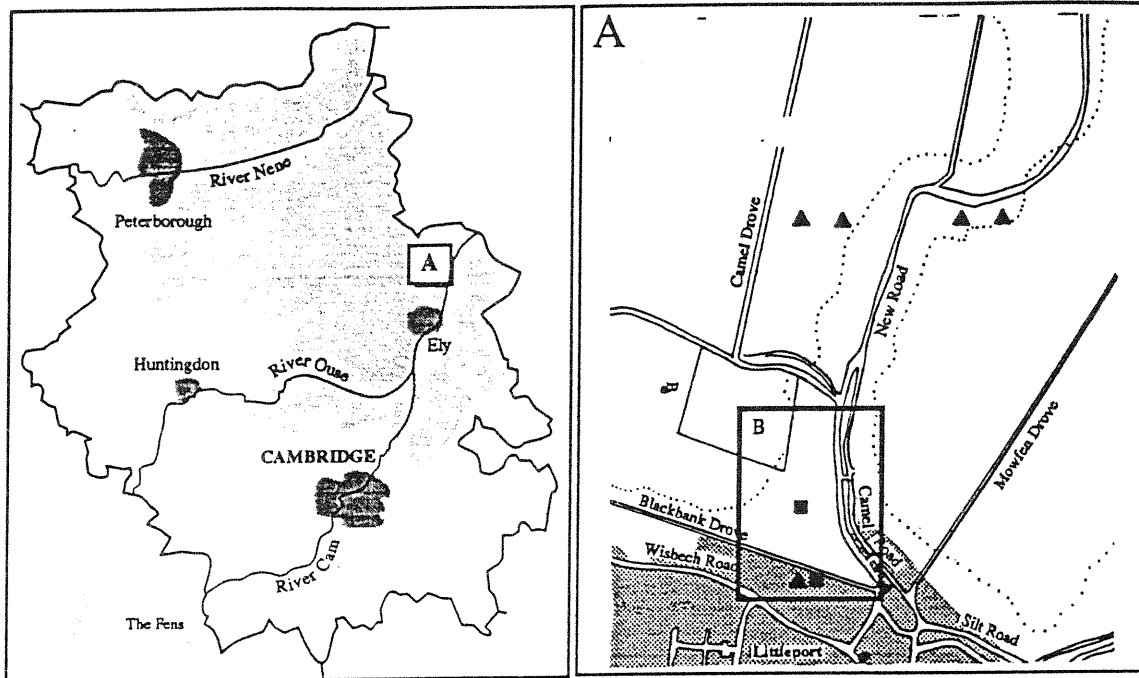 River Nene
Peterborough
A
Ely
Huntingdon
River Ouse
CAMBRIDGE
River Cam
The Fens
A
Camel Drove
New Road
Mowfen Drove
B
Blackbank Drove
Camel Road
Wisbech Road
Silt Road
Littleport